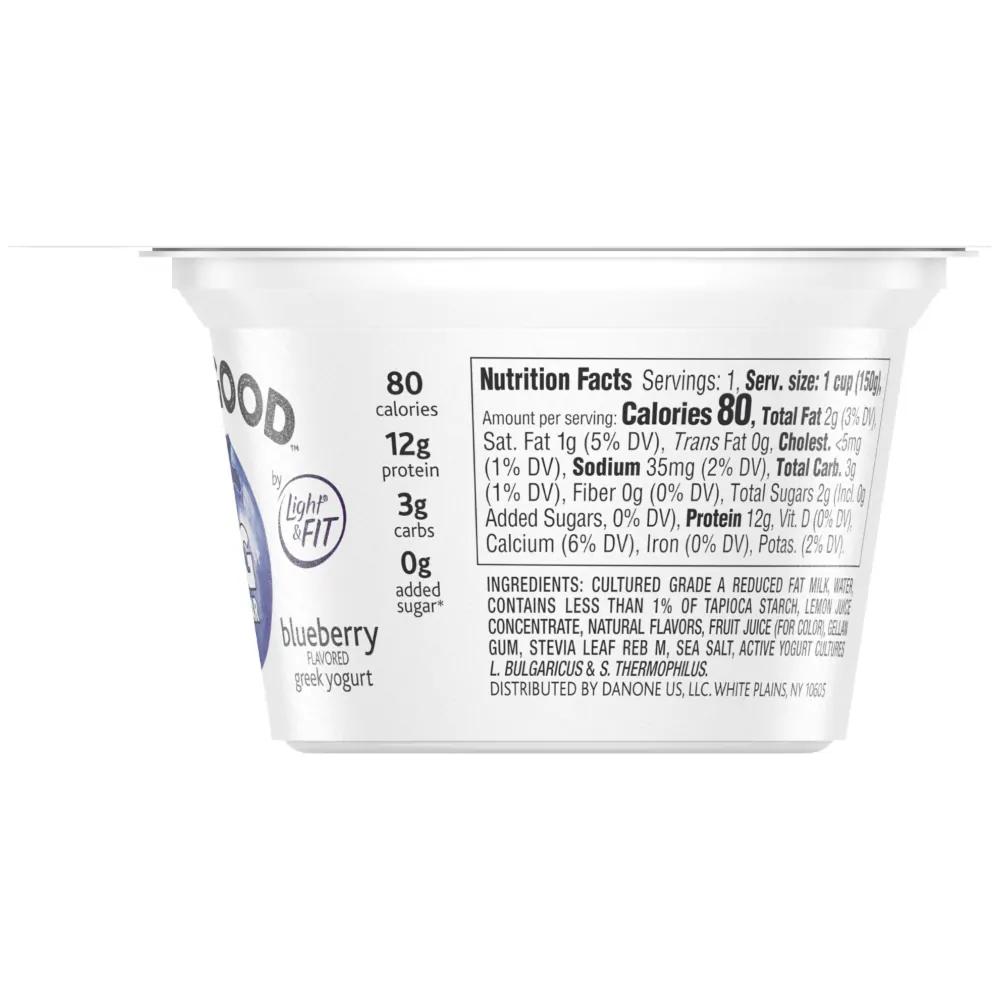 OOD™
by
Light®
& FIT
blueberry
FLAVORED
greek yogurt
80
calories
12g
protein
3g
carbs
0g
added
sugar*
Nutrition Facts Servings: 1, Serv. size: 1 cup (150g),
Amount per serving: Calories 80, Total Fat 2g (3% DV),
Sat. Fat 1g (5% DV), Trans Fat 0g, Cholest. <5mg
(1% DV), Sodium 35mg (2% DV), Total Carb. 3g
(1% DV), Fiber 0g (0% DV), Total Sugars 2g (Incl. 0g
Added Sugars, 0% DV), Protein 12g, Vit. D (0% DV),
Calcium (6% DV), Iron (0% DV), Potas. (2% DV).
INGREDIENTS: CULTURED GRADE A REDUCED FAT MILK, WATER,
CONTAINS LESS THAN 1% OF TAPIOCA STARCH, LEMON JUICE
CONCENTRATE, NATURAL FLAVORS, FRUIT JUICE (FOR COLOR), GELLAN
GUM, STEVIA LEAF REB M, SEA SALT, ACTIVE YOGURT CULTURES
L. BULGARICUS & S. THERMOPHILUS.
DISTRIBUTED BY DANONE US, LLC. WHITE PLAINS, NY 10605